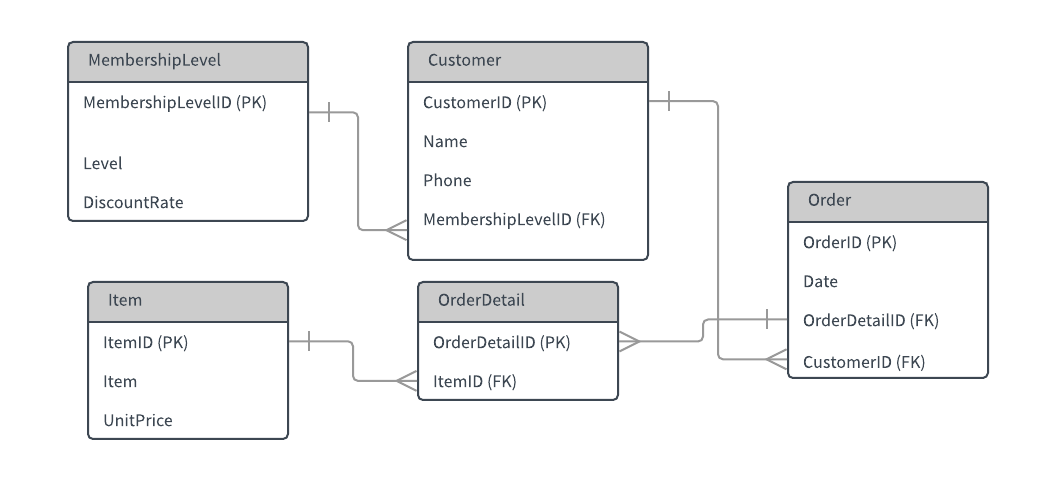 MembershipLevel
MembershipLevelID (PK)
Level
DiscountRate
Customer
CustomerID (PK)
Name
Phone
MembershipLevelID (FK)
Order
OrderID (PK)
Date
OrderDetailID (FK)
CustomerID (FK)
Item
ItemID (PK)
Item
UnitPrice
OrderDetail
OrderDetailID (PK)
ItemID (FK)